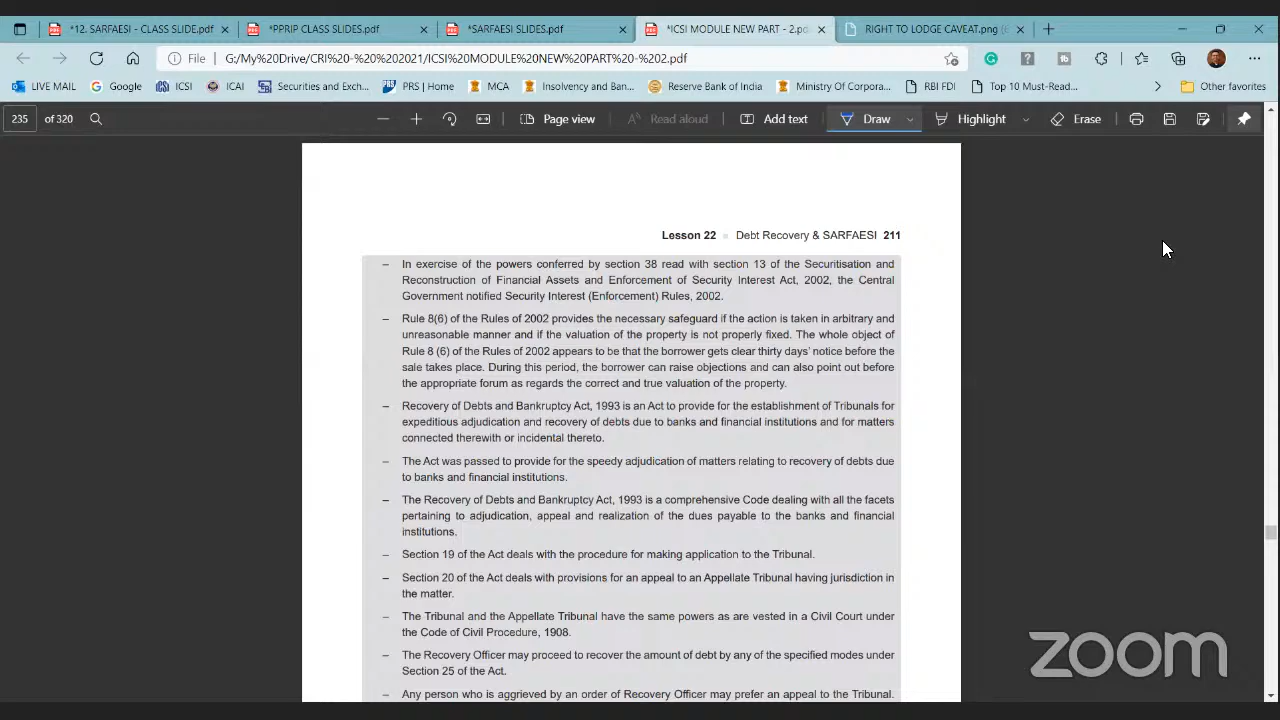 *12. SARFAESI - CLASS SLIDE.pdf
*PPRIP CLASS SLIDES.pdf
*SARFAESI SLIDES.pdf
*ICSI MODULE NEW PART - 2.pdf
RIGHT TO LODGE CAVEAT.png (6
File G:/My%20Drive/CRI%20-%20%202021/ICSI%20MODULE%20NEW%20PART%20-%202.pdf
LIVE MAIL Google ICSI ICAI Securities and Exch... PRS | Home MCA Insolvency and Ban... Reserve Bank of India Ministry Of Corpora... RBI FDI Top 10 Must-Read... Other favorites
235 of 320 Page view Read aloud Add text Draw Highlight Erase
Lesson 22 Debt Recovery & SARFAESI 211
– In exercise of the powers conferred by section 38 read with section 13 of the Securitisation and
Reconstruction of Financial Assets and Enforcement of Security Interest Act, 2002, the Central
Government notified Security Interest (Enforcement) Rules, 2002.
– Rule 8(6) of the Rules of 2002 provides the necessary safeguard if the action is taken in arbitrary and
unreasonable manner and if the valuation of the property is not properly fixed. The whole object of
Rule 8 (6) of the Rules of 2002 appears to be that the borrower gets clear thirty days' notice before the
sale takes place. During this period, the borrower can raise objections and can also point out before
the appropriate forum as regards the correct and true valuation of the property.
– Recovery of Debts and Bankruptcy Act, 1993 is an Act to provide for the establishment of Tribunals for
expeditious adjudication and recovery of debts due to banks and financial institutions and for matters
connected therewith or incidental thereto.
– The Act was passed to provide for the speedy adjudication of matters relating to recovery of debts due
to banks and financial institutions.
– The Recovery of Debts and Bankruptcy Act, 1993 is a comprehensive Code dealing with all the facets
pertaining to adjudication, appeal and realization of the dues payable to the banks and financial
institutions.
– Section 19 of the Act deals with the procedure for making application to the Tribunal.
– Section 20 of the Act deals with provisions for an appeal to an Appellate Tribunal having jurisdiction in
the matter.
– The Tribunal and the Appellate Tribunal have the same powers as are vested in a Civil Court under
the Code of Civil Procedure, 1908.
– The Recovery Officer may proceed to recover the amount of debt by any of the specified modes under
Section 25 of the Act.
– Any person who is aggrieved by an order of Recovery Officer may prefer an appeal to the Tribunal.
zoom